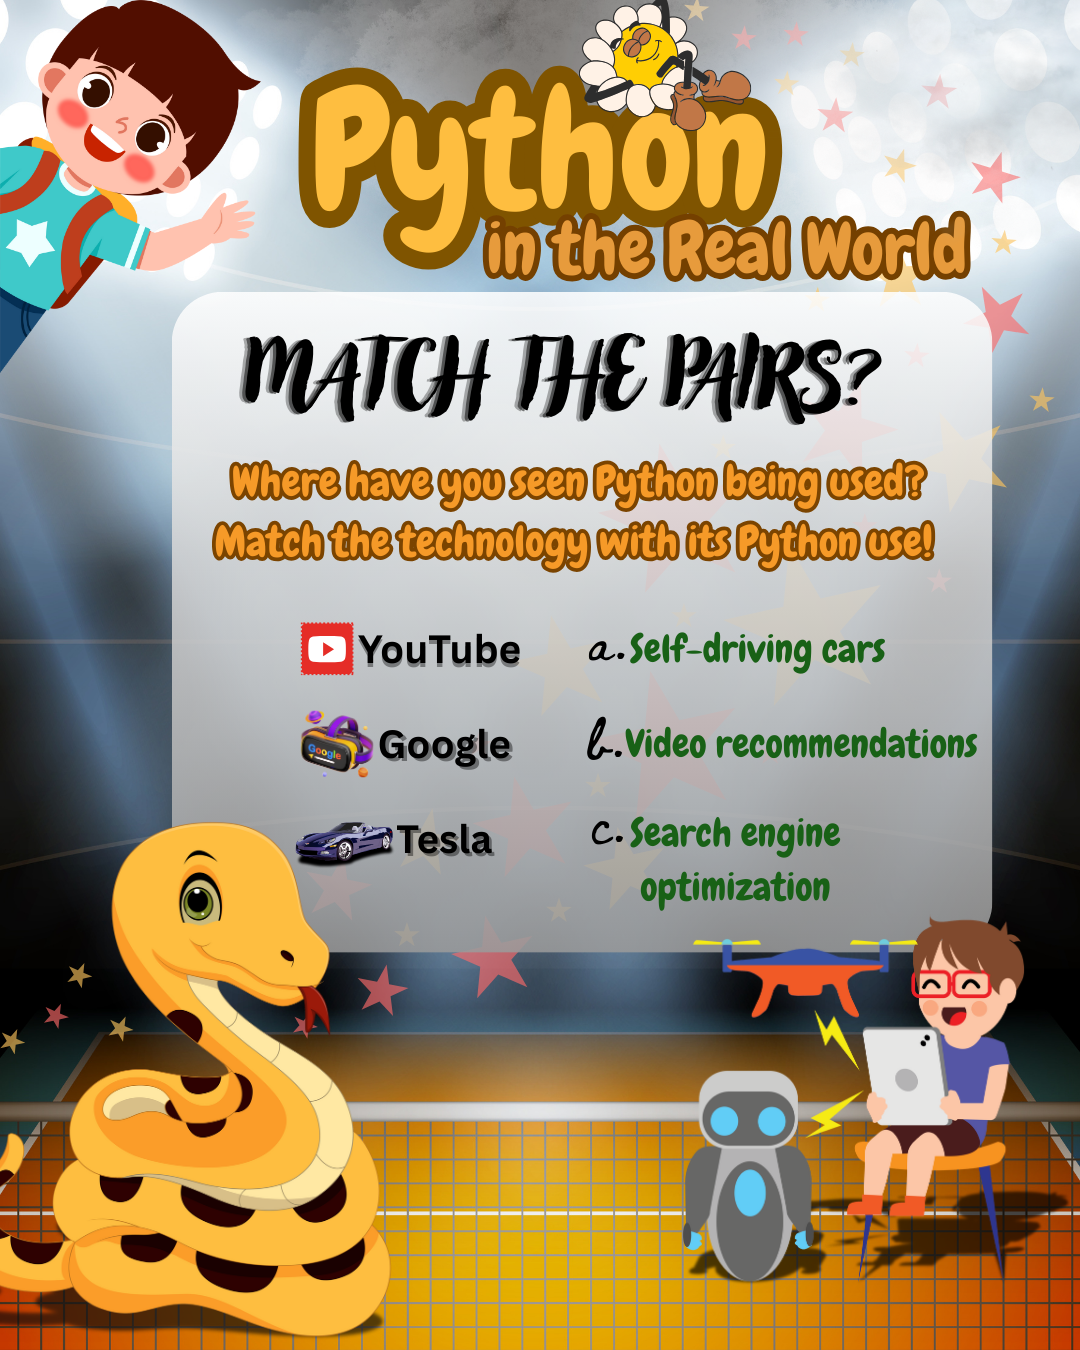 Python
in the Real World
MATCH THE PAIRS?
Where have you seen Python being used?
Match the technology with its Python use!
YouTube
a. Self-driving cars
Google
Google
b. Video recommendations
Tesla
c. Search engine
optimization